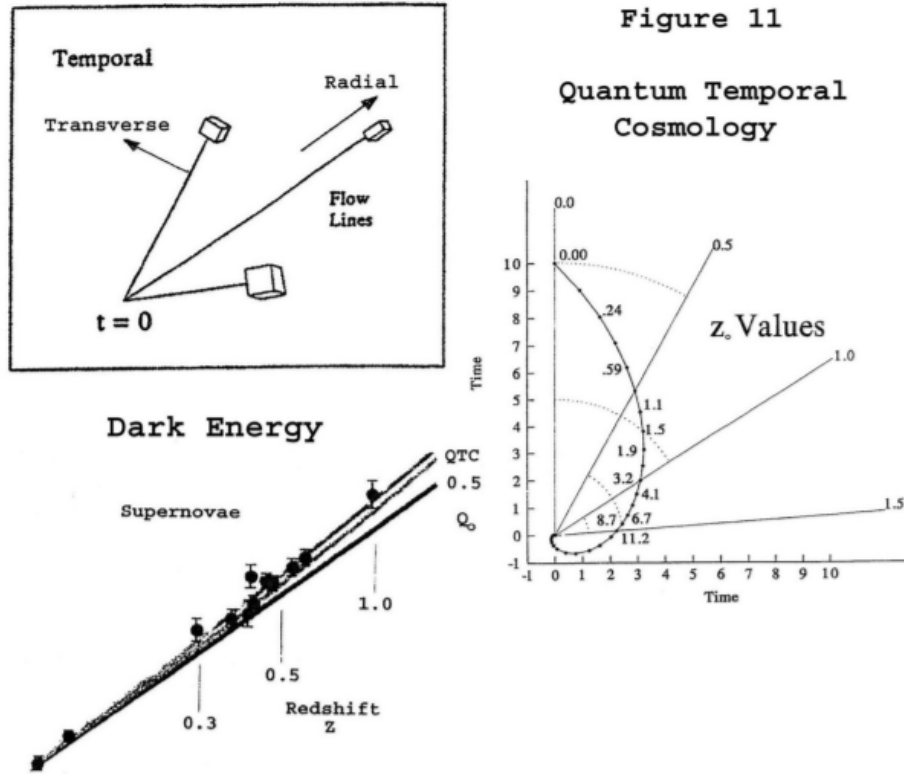 Figure 11
Quantum Temporal
Cosmology
Temporal
Radial
Transverse
Flow
Lines
t = 0
Dark Energy
QTC
0.5
Q₀
Supernovae
1.0
0.5
0.3
Redshift
Z
0.0
0.00
0.5
.24
z₀ Values
1.0
.59
1.1
1.5
1.9
3.2
4.1
8.7
6.7
11.2
1.5
10
9
8
7
6
5
4
3
2
1
0
-1
Time
-1 0 1 2 3 4 5 6 7 8 9 10
Time